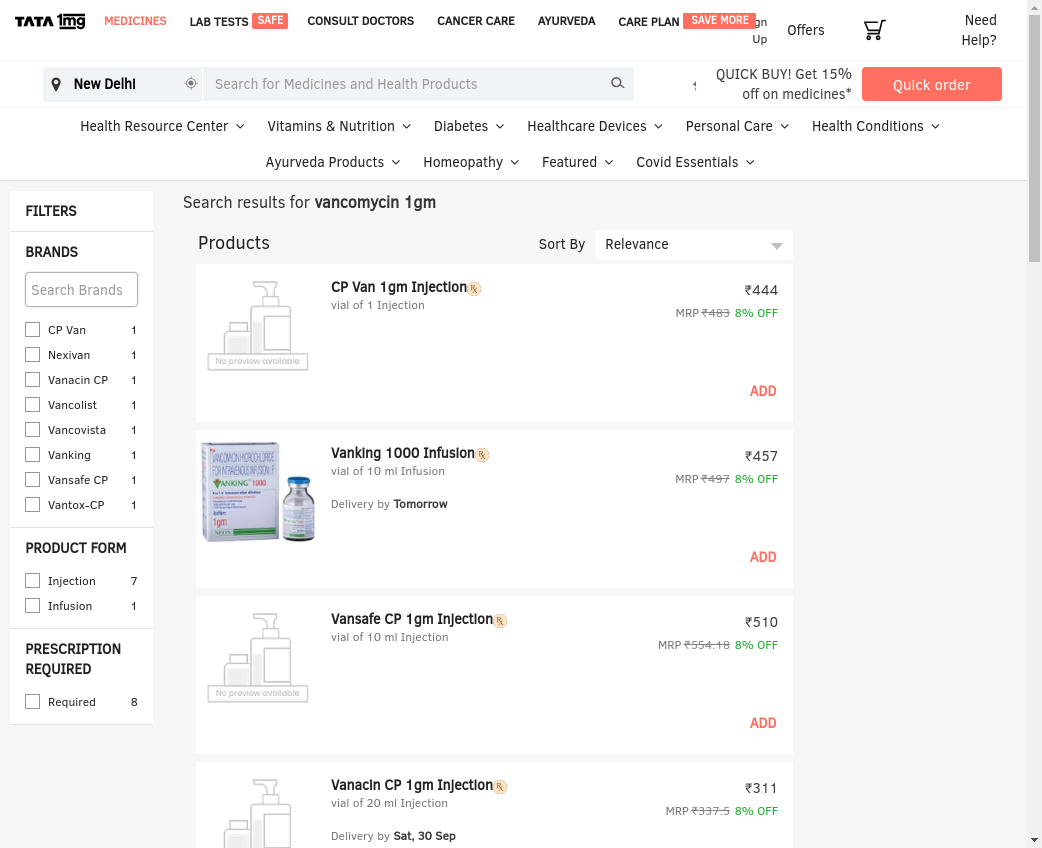 TATA 1mg
MEDICINES
LAB TESTS SAFE
CONSULT DOCTORS
CANCER CARE
AYURVEDA
CARE PLAN SAVE MORE
Up
Offers
Need
Help?
New Delhi
Search for Medicines and Health Products
QUICK BUY! Get 15%
off on medicines*
Quick order
Health Resource Center
Vitamins & Nutrition
Diabetes
Healthcare Devices
Personal Care
Health Conditions
Ayurveda Products
Homeopathy
Featured
Covid Essentials
FILTERS
BRANDS
Search Brands
CP Van 1
Nexivan 1
Vanacin CP 1
Vancolist 1
Vancovista 1
Vanking 1
Vansafe CP 1
Vantox-CP 1
PRODUCT FORM
Injection 7
Infusion 1
PRESCRIPTION
REQUIRED
Required 8
Search results for vancomycin 1gm
Products
Sort By Relevance
No preview available
CP Van 1gm Injection
vial of 1 Injection
₹444
MRP ₹483 8% OFF
ADD
VANCOMYCIN HYDROCHLORIDE
FOR INTRAVENOUS INFUSION
VANKING 1000
1gm
Vanking 1000 Infusion
vial of 10 ml Infusion
Delivery by Tomorrow
₹457
MRP ₹497 8% OFF
ADD
No preview available
Vansafe CP 1gm Injection
vial of 10 ml Injection
₹510
MRP ₹554.18 8% OFF
ADD
Vanacin CP 1gm Injection
vial of 20 ml Injection
Delivery by Sat, 30 Sep
₹311
MRP ₹337.5 8% OFF